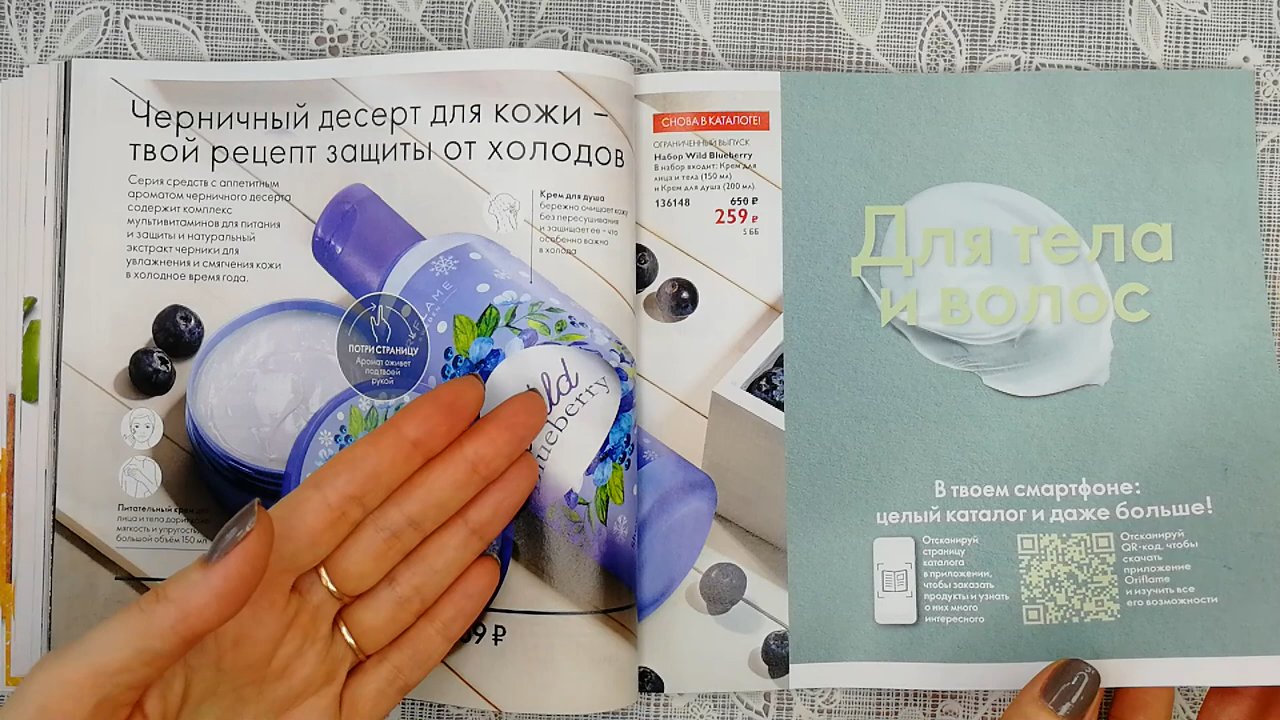 Черничный десерт для кожи –
твой рецепт защиты от холодов
Серия средств с аппетитным
ароматом черничного десерта
содержит комплекс
мультивитаминов для питания
и защиты и натуральный
экстракт черники для
увлажнения и смягчения кожи
в холодное время года.
Крем для душа
бережно очищает кожу
без пересушивания
и защищает ее – что
особенно важно
в холода
ПОТРИ СТРАНИЦУ
Аромат оживет
под твоей
рукой
Питательный крем
лица и тела
мягкость и упругость
большой объём 150 мл
9 ₽
СНОВА В КАТАЛОГЕ!
ОГРАНИЧЕННЫЙ ВЫПУСК
Набор Wild Blueberry
В набор входит: Крем для
лица и тела (150 мл)
и Крем для душа (200 мл).
136148 650 ₽
259 ₽
5 ББ
Для тела
и волос
В твоем смартфоне:
целый каталог и даже больше!
Отсканируй
страницу
каталога
в приложении,
чтобы заказать
продукты и узнать
о них много
интересного
Отсканируй
QR-код, чтобы
скачать
приложение
Oriflame
и изучить все
его возможности